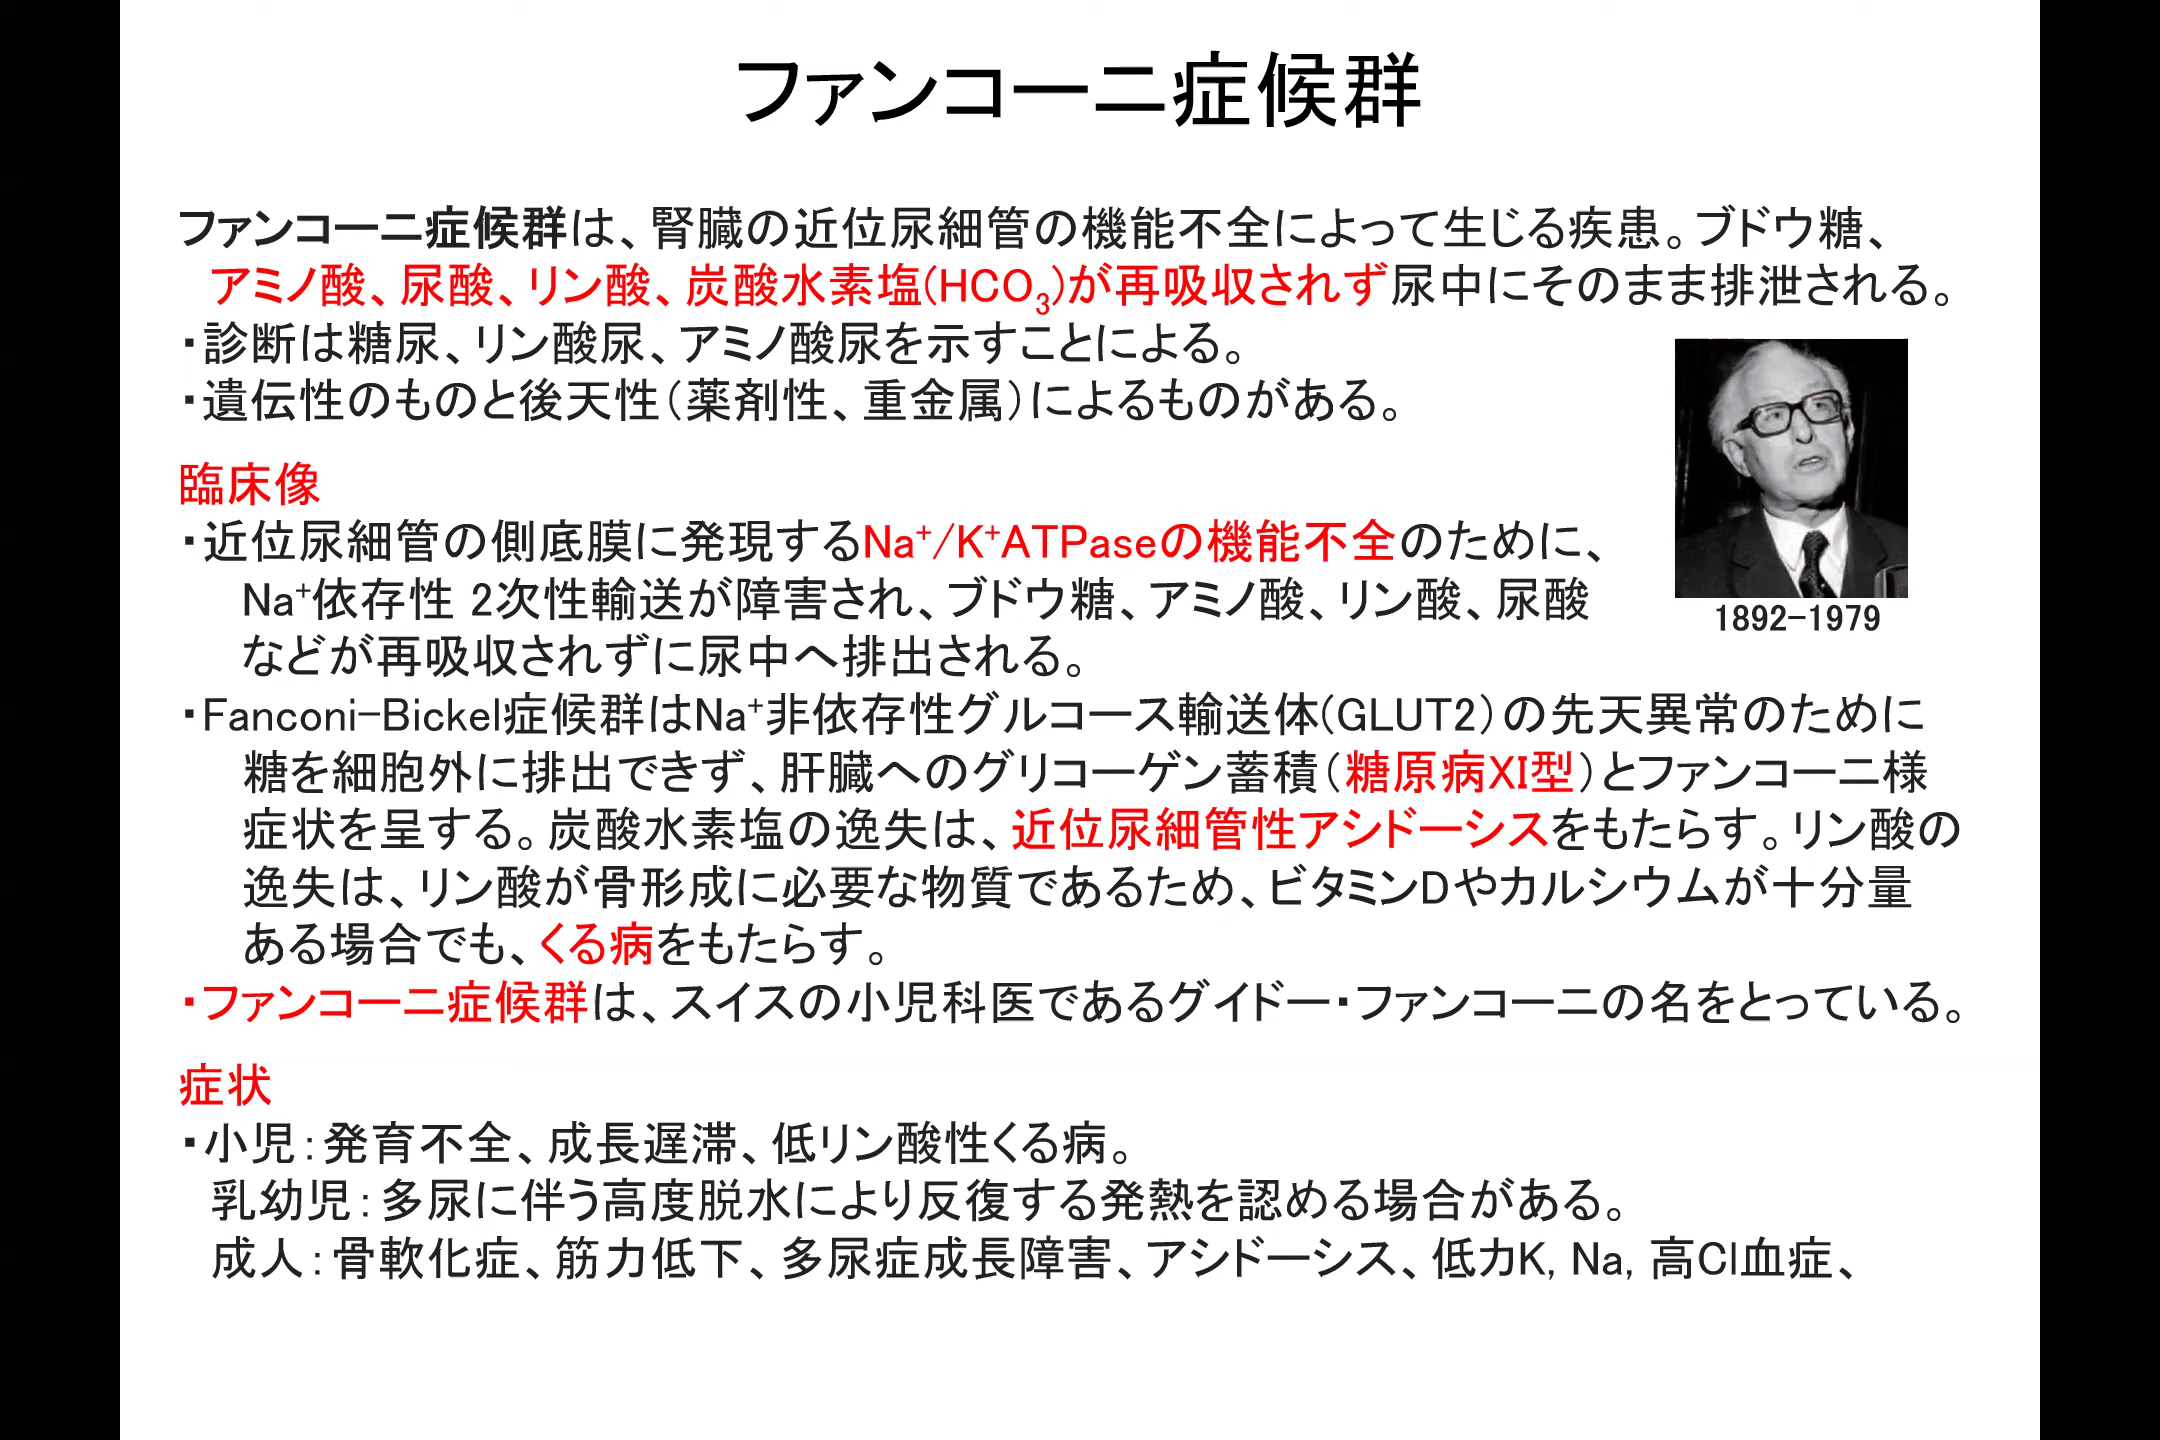 ファンコーニ症候群
ファンコーニ症候群は、腎臓の近位尿細管の機能不全によって生じる疾患。ブドウ糖、
アミノ酸、尿酸、リン酸、炭酸水素塩(HCO₃)が再吸収されず尿中にそのまま排泄される。
・診断は糖尿、リン酸尿、アミノ酸尿を示すことによる。
・遺伝性のものと後天性（薬剤性、重金属）によるものがある。
臨床像
・近位尿細管の側底膜に発現するNa⁺/K⁺ATPaseの機能不全のために、
Na⁺依存性 2次性輸送が障害され、ブドウ糖、アミノ酸、リン酸、尿酸
などが再吸収されずに尿中へ排出される。
1892-1979
・Fanconi-Bickel症候群はNa⁺非依存性グルコース輸送体(GLUT2）の先天異常のために
糖を細胞外に排出できず、肝臓へのグリコーゲン蓄積（糖原病XI型）とファンコーニ様
症状を呈する。炭酸水素塩の逸失は、近位尿細管性アシドーシスをもたらす。リン酸の
逸失は、リン酸が骨形成に必要な物質であるため、ビタミンDやカルシウムが十分量
ある場合でも、くる病をもたらす。
・ファンコーニ症候群は、スイスの小児科医であるグイドー・ファンコーニの名をとっている。
症状
・小児：発育不全、成長遅滞、低リン酸性くる病。
乳幼児：多尿に伴う高度脱水により反復する発熱を認める場合がある。
成人：骨軟化症、筋力低下、多尿症成長障害、アシドーシス、低カK, Na, 高Cl血症、